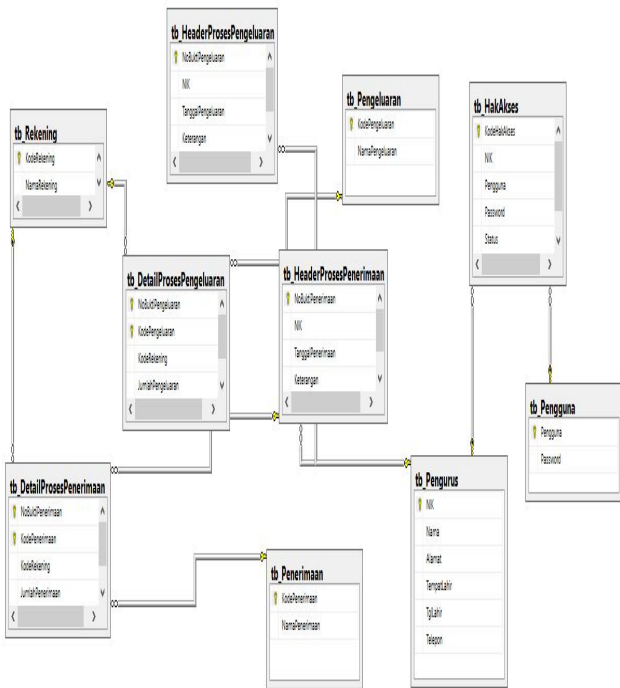 tb_HeaderProsesPengeluaran
NoBuktiPengeluaran
NIK
TanggalPengeluaran
Keterangan
tb_Pengeluaran
KodePengeluaran
NamaPengeluaran
tb_HakAkses
KodeHakAkses
NIK
Pengguna
Password
Status
tb_Rekening
KodeRekening
NamaRekening
tb_DetailProsesPengeluaran
NoBuktiPengeluaran
KodePengeluaran
KodeRekening
JumlahPengeluaran
tb_HeaderProsesPenerimaan
NoBuktiPenerimaan
NIK
TanggalPenerimaan
Keterangan
tb_Pengguna
Pengguna
Password
tb_DetailProsesPenerimaan
NoBuktiPenerimaan
KodePenerimaan
KodeRekening
JumlahPenerimaan
tb_Pengurus
NIK
Nama
Alamat
TempatLahir
TglLahir
Telepon
tb_Penerimaan
KodePenerimaan
NamaPenerimaan